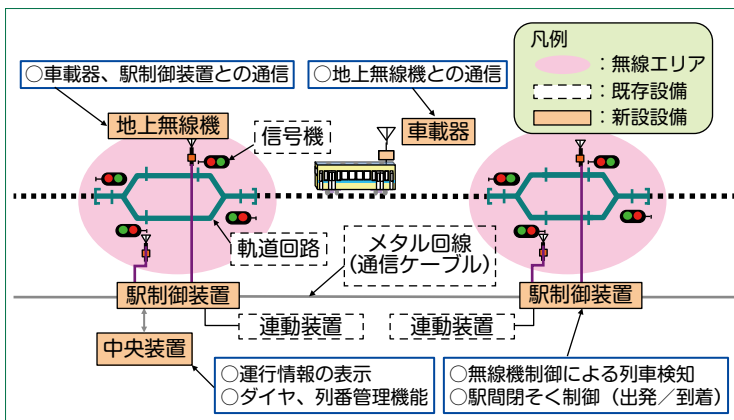 ○車載器、駅制御装置との通信
○地上無線機との通信
凡例
：無線エリア
：既存設備
：新設設備
地上無線機
信号機
車載器
軌道回路
メタル回線
（通信ケーブル）
駅制御装置
駅制御装置
連動装置
連動装置
中央装置
○運行情報の表示
○ダイヤ、列番管理機能
○無線機制御による列車検知
○駅間閉そく制御（出発／到着）